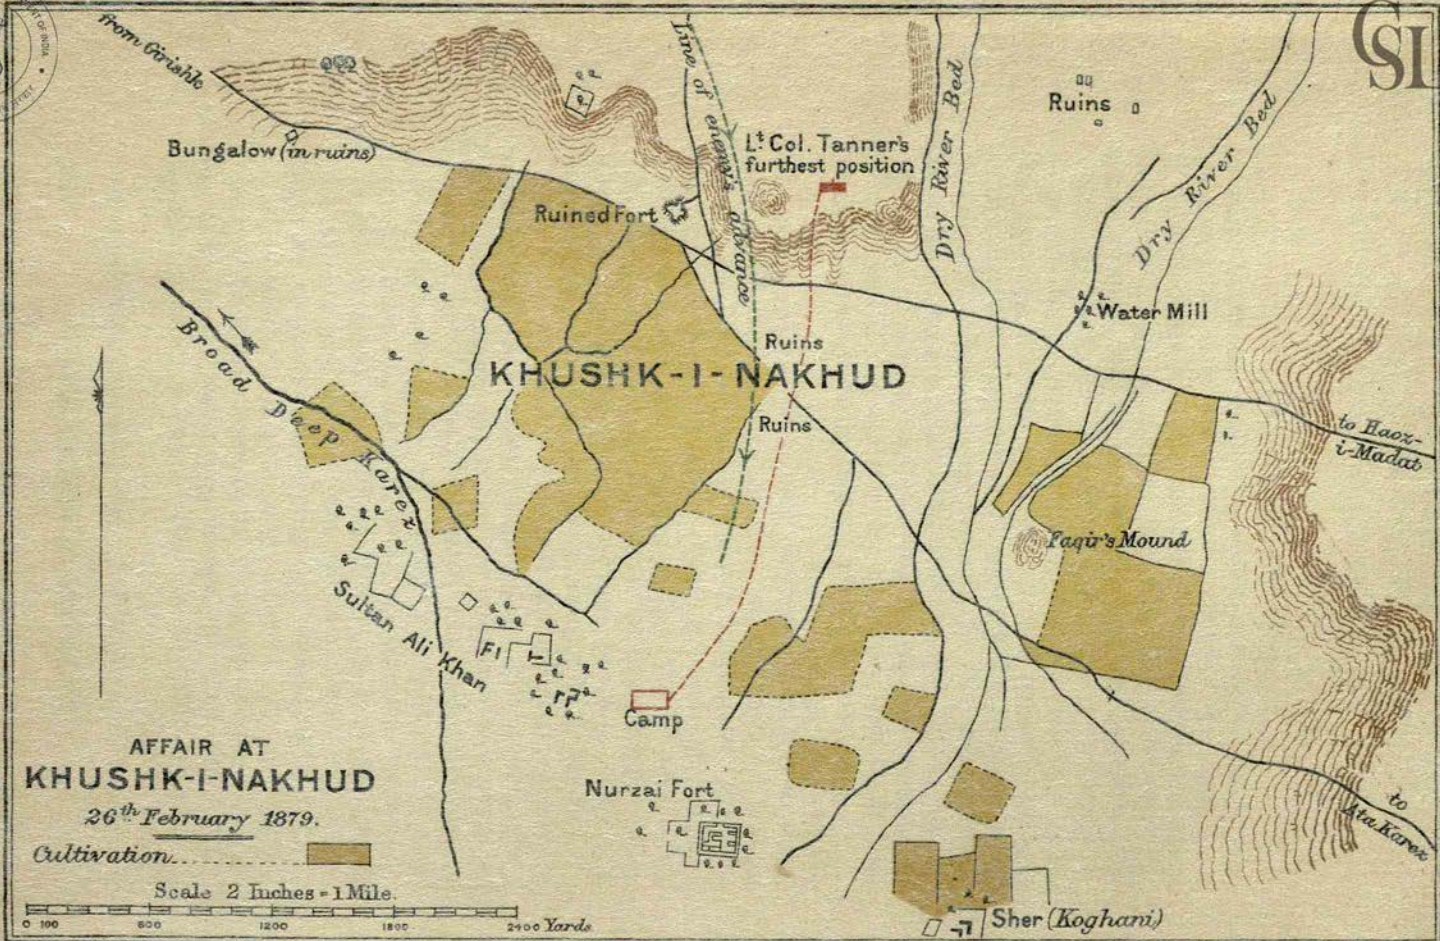 from Girishk
OF INDIA
CSL
Bungalow (in ruins)
Line of enemy's advance
Lt Col. Tanner's
furthest position
Ruined Fort
Dry River Bed
Ruins
Dry River Bed
Water Mill
Broad Deep Karez
Ruins
KHUSHK-I-NAKHUD
Ruins
to Haoz-
i-Madat
Faqir's Mound
Sultan Ali Khan
Camp
AFFAIR AT
KHUSHK-I-NAKHUD
26th February 1879.
Cultivation
Scale 2 Inches = 1 Mile.
0 100 600 1200 1800 2400 Yards
Nurzai Fort
to
Ata Karez
Sher (Koghani)